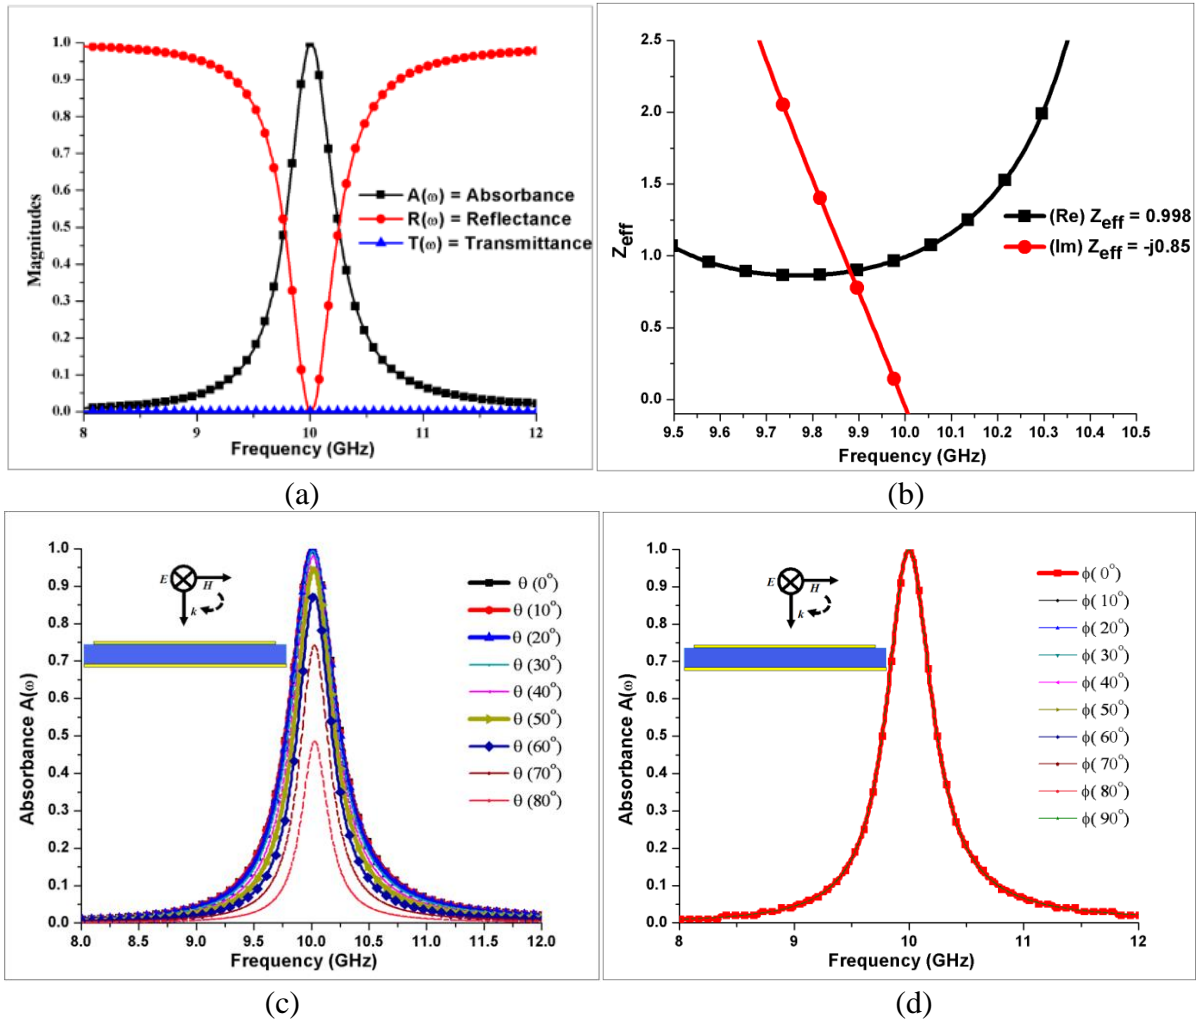 1.0
0.9
0.8
0.7
0.6
0.5
0.4
0.3
0.2
0.1
0.0
Magnitudes
A(ω) = Absorbance
R(ω) = Reflectance
T(ω) = Transmittance
8 9 10 11 12
Frequency (GHz)
(a)
2.5
2.0
1.5
1.0
0.5
0.0
Zeff
(Re) Zeff = 0.998
(Im) Zeff = -j0.85
9.5 9.6 9.7 9.8 9.9 10.0 10.1 10.2 10.3 10.4 10.5
Frequency (GHz)
(b)
1.0
0.9
0.8
0.7
0.6
0.5
0.4
0.3
0.2
0.1
0.0
Absorbance A(ω)
E H
k
θ (0°)
θ (10°)
θ (20°)
θ (30°)
θ (40°)
θ (50°)
θ (60°)
θ (70°)
θ (80°)
8.0 8.5 9.0 9.5 10.0 10.5 11.0 11.5 12.0
Frequency (GHz)
(c)
1.0
0.9
0.8
0.7
0.6
0.5
0.4
0.3
0.2
0.1
0.0
Absorbance A(ω)
E H
k
ϕ( 0°)
ϕ( 10°)
ϕ( 20°)
ϕ( 30°)
ϕ( 40°)
ϕ( 50°)
ϕ( 60°)
ϕ( 70°)
ϕ( 80°)
ϕ( 90°)
8 9 10 11 12
Frequency (GHz)
(d)